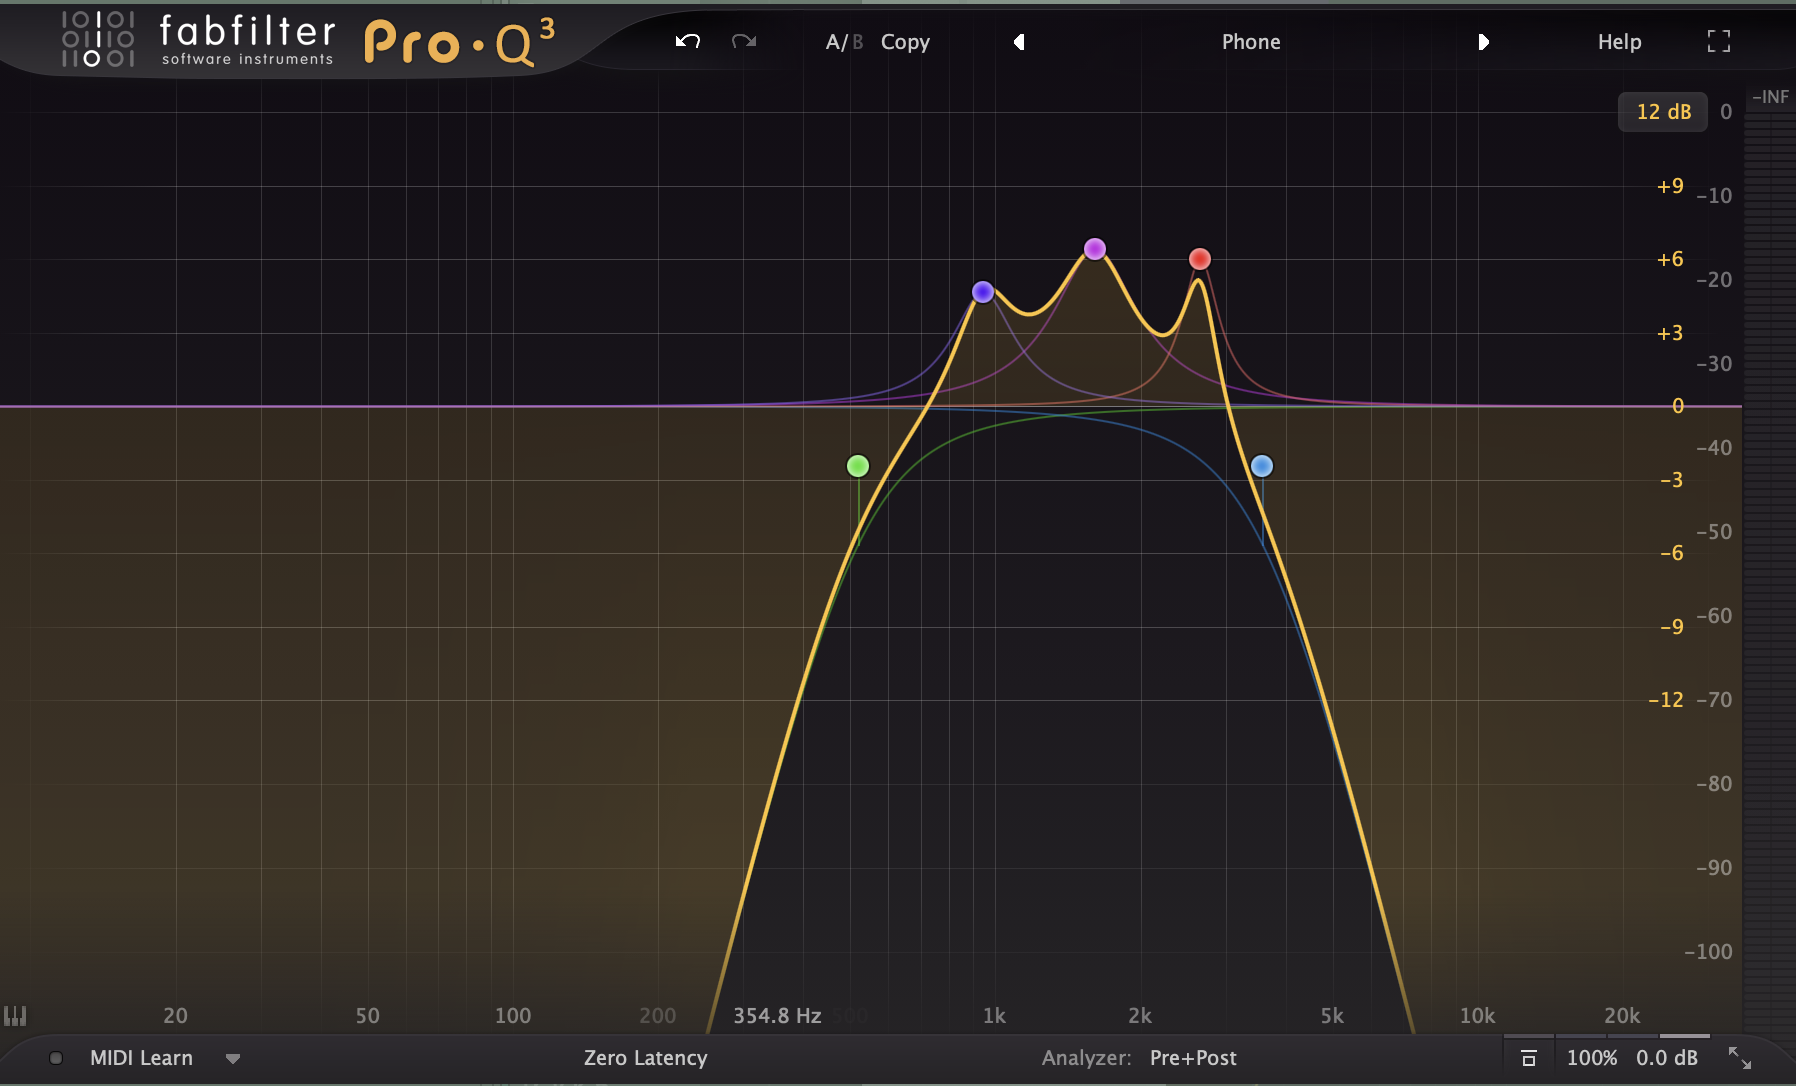 fabfilter
software instruments
Pro·Q3
A/B Copy
Phone
Help
-INF
12 dB 0
+9 -10
+6 -20
+3 -30
0 -40
-3 -50
-6 -60
-9
-12 -70
-80
-90
-100
20 50 100 200 354.8 Hz 500 1k 2k 5k 10k 20k
MIDI Learn Zero Latency Analyzer: Pre+Post 100% 0.0 dB